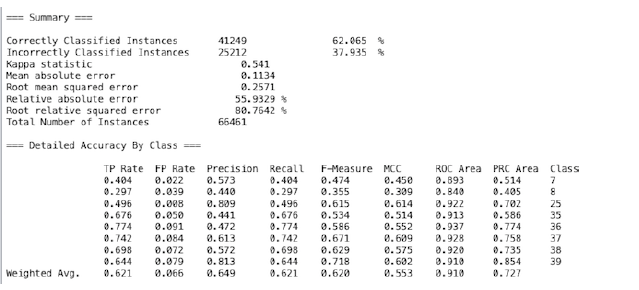 === Summary ===
Correctly Classified Instances 41249 62.065 %
Incorrectly Classified Instances 25212 37.935 %
Kappa statistic 0.541
Mean absolute error 0.1134
Root mean squared error 0.2571
Relative absolute error 55.9329 %
Root relative squared error 80.7642 %
Total Number of Instances 66461
=== Detailed Accuracy By Class ===
TP Rate FP Rate Precision Recall F-Measure MCC ROC Area PRC Area Class
0.404 0.022 0.573 0.404 0.474 0.450 0.893 0.514 7
0.297 0.039 0.440 0.297 0.355 0.309 0.840 0.405 8
0.496 0.008 0.809 0.496 0.615 0.614 0.922 0.702 25
0.676 0.050 0.441 0.676 0.534 0.514 0.913 0.586 35
0.774 0.091 0.472 0.774 0.586 0.552 0.937 0.774 36
0.742 0.084 0.613 0.742 0.671 0.609 0.928 0.758 37
0.698 0.072 0.572 0.698 0.629 0.575 0.920 0.735 38
0.644 0.079 0.813 0.644 0.718 0.602 0.910 0.854 39
Weighted Avg. 0.621 0.066 0.649 0.621 0.620 0.553 0.910 0.727